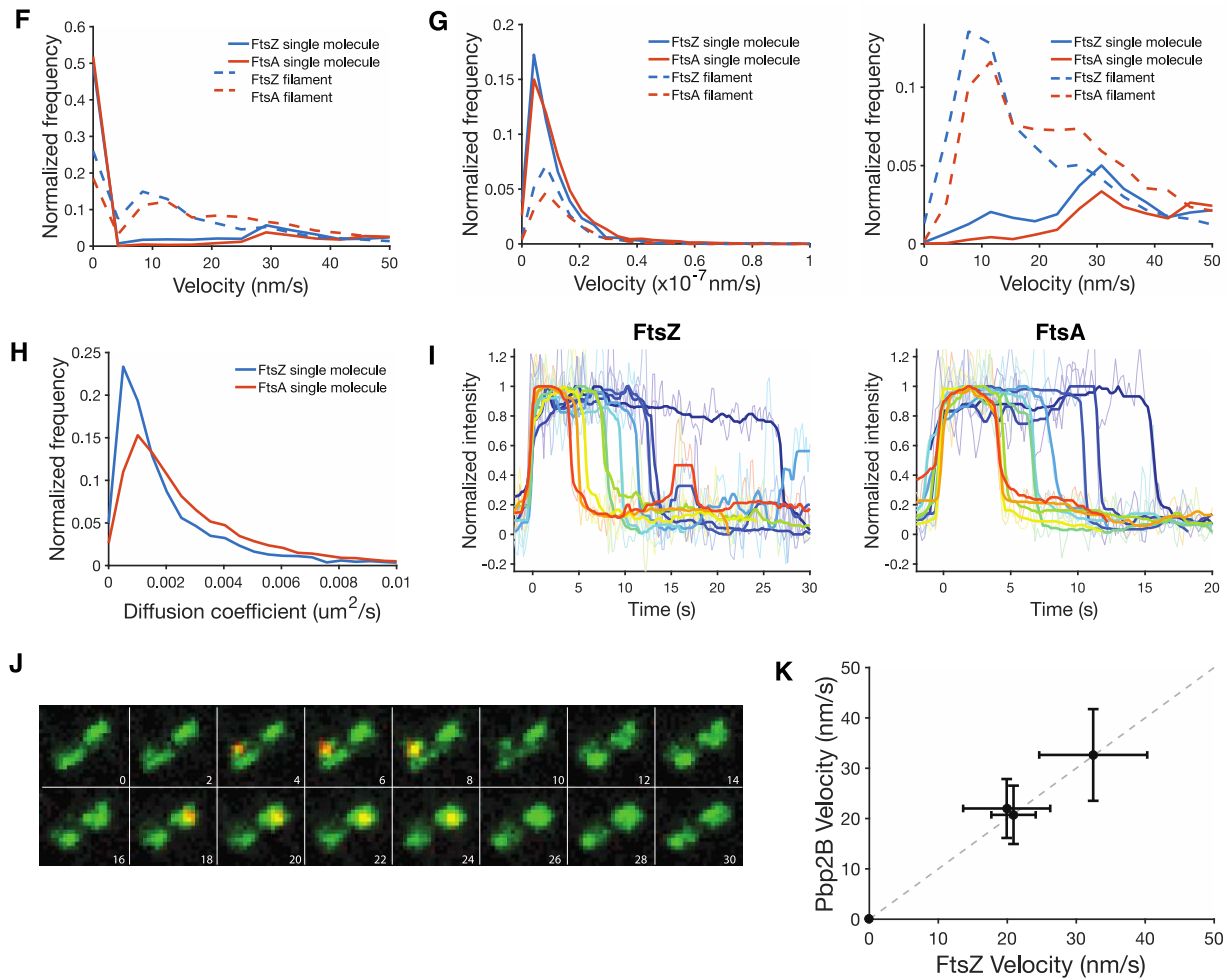 F
Normalized frequency
0.6
0.5
0.4
0.3
0.2
0.1
0
FtsZ single molecule
FtsA single molecule
FtsZ filament
FtsA filament
0 10 20 30 40 50
Velocity (nm/s)
G
Normalized frequency
0.20
0.15
0.1
0.05
0
FtsZ single molecule
FtsA single molecule
FtsZ filament
FtsA filament
0 0.2 0.4 0.6 0.8 1
Velocity (x10⁻⁷ nm/s)
Normalized frequency
0.1
0.05
0
FtsZ single molecule
FtsA single molecule
FtsZ filament
FtsA filament
0 10 20 30 40 50
Velocity (nm/s)
H
Normalized frequency
0.25
0.20
0.15
0.1
0.05
0
FtsZ single molecule
FtsA single molecule
0 0.002 0.004 0.006 0.008 0.01
Diffusion coefficient (um²/s)
I
FtsZ
Normalized intensity
1.2
1
0.8
0.6
0.4
0.2
0
-0.2
0 5 10 15 20 25 30
Time (s)
FtsA
Normalized intensity
1.2
1
0.8
0.6
0.4
0.2
0
-0.2
0 5 10 15 20
Time (s)
J
0 2 4 6 8 10 12 14
16 18 20 22 24 26 28 30
K
Pbp2B Velocity (nm/s)
50
40
30
20
10
0
0 10 20 30 40 50
FtsZ Velocity (nm/s)